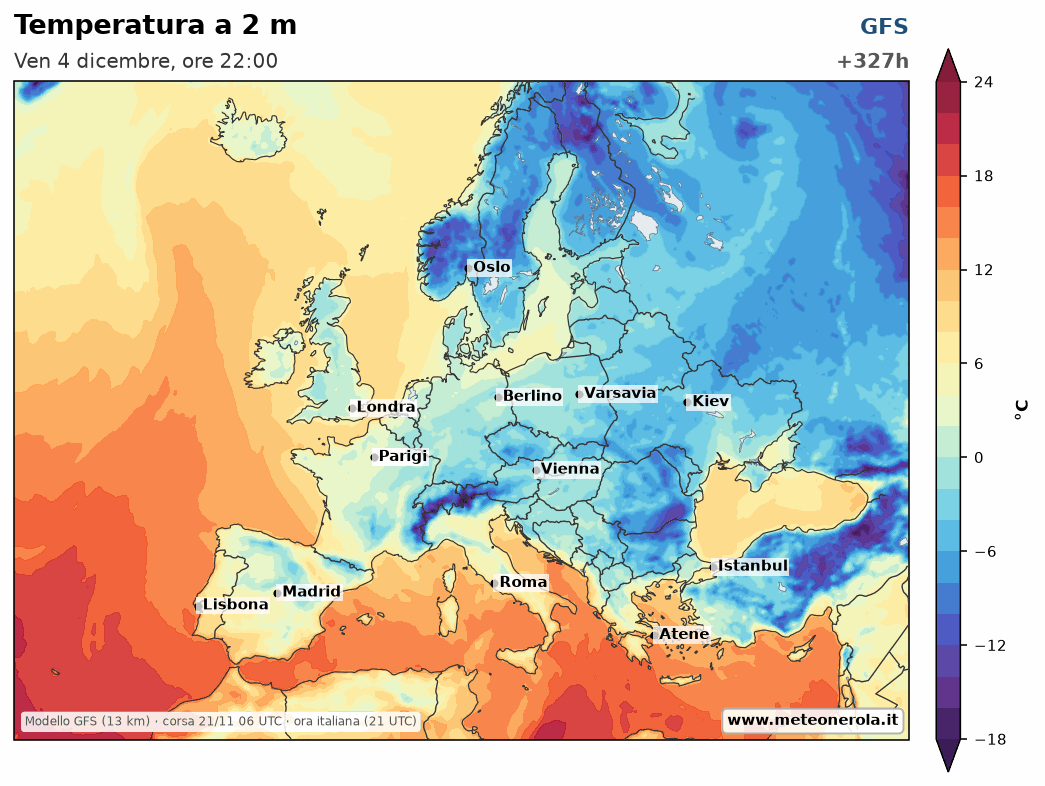 Temperatura a 2 m
GFS
Ven 4 dicembre, ore 22:00
+327h
24
18
12
6
0
−6
−12
−18
°C
Oslo
Londra
Berlino
Varsavia
Kiev
Parigi
Vienna
Istanbul
Roma
Madrid
Lisbona
Atene
Modello GFS (13 km) · corsa 21/11 06 UTC · ora italiana (21 UTC)
www.meteonerola.it